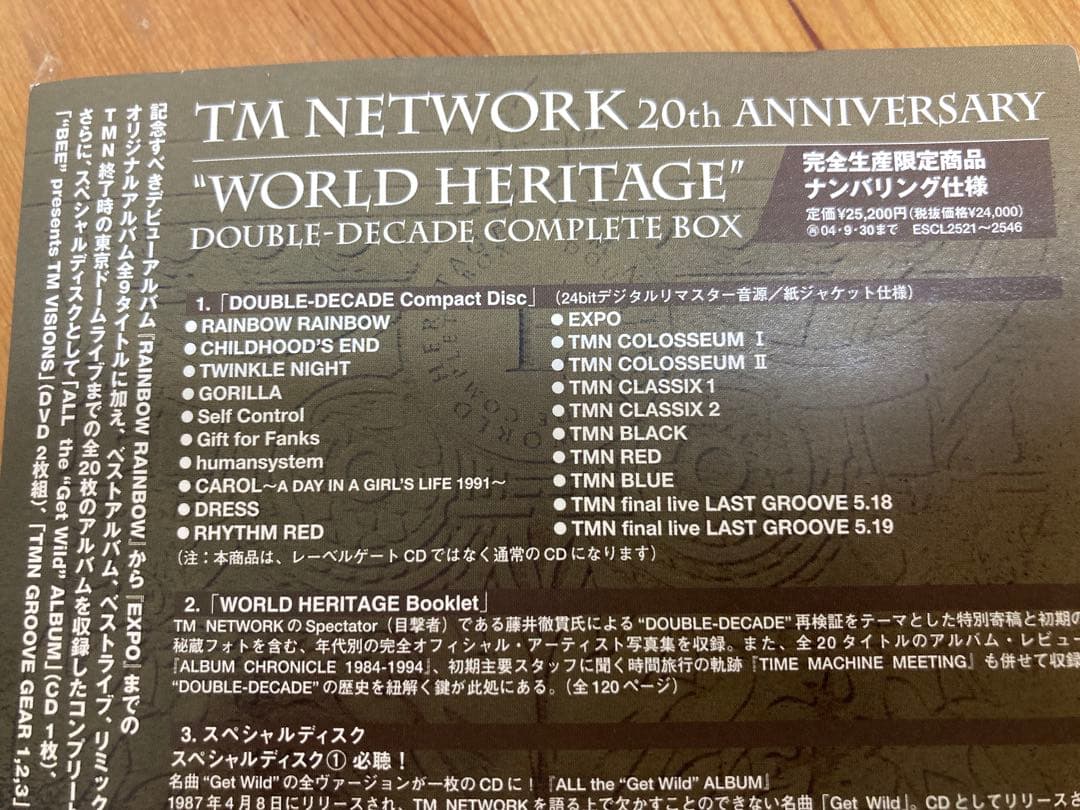 TM NETWORK 20th ANNIVERSARY
"WORLD HERITAGE"
DOUBLE-DECADE COMPLETE BOX
完全生産限定商品
ナンバリング仕様
定価¥25,200円(税抜価格¥24,000)
㊢04・9・30まで ESCL2521〜2546
記念すべきデビューアルバム『RAINBOW RAINBOW』から『EXPO』までの
オリジナルアルバム全9タイトルに加え、ベストアルバム、ベストライブ、リミック
TMN 終了時の東京ドームライブまでの全20枚のアルバムを収録したコンプリート
さらに、スペシャルディスクとして「ALL the "Get Wild" ALBUM」(CD 1枚)、
「"BEE" presents TM VISIONS」(DVD 2枚組)、「TMN GROOVE GEAR 1,2,3」
1.「DOUBLE-DECADE Compact Disc」(24bitデジタルリマスター音源/紙ジャケット仕様)
●RAINBOW RAINBOW
●CHILDHOOD'S END
●TWINKLE NIGHT
●GORILLA
●Self Control
●Gift for Fanks
●humansystem
●CAROL〜A DAY IN A GIRL'S LIFE 1991〜
●DRESS
●RHYTHM RED
●EXPO
●TMN COLOSSEUM Ⅰ
●TMN COLOSSEUM Ⅱ
●TMN CLASSIX 1
●TMN CLASSIX 2
●TMN BLACK
●TMN RED
●TMN BLUE
●TMN final live LAST GROOVE 5.18
●TMN final live LAST GROOVE 5.19
(注:本商品は、レーベルゲートCDではなく通常のCDになります)
2.「WORLD HERITAGE Booklet」
TM NETWORKのSpectator(目撃者)である藤井徹貫氏による"DOUBLE-DECADE"再検証をテーマとした特別寄稿と初期の
秘蔵フォトを含む、年代別の完全オフィシャル・アーティスト写真集を収録。また、全20タイトルのアルバム・レビュー
『ALBUM CHRONICLE 1984-1994』、初期主要スタッフに聞く時間旅行の軌跡『TIME MACHINE MEETING』も併せて収録
"DOUBLE-DECADE"の歴史を紐解く鍵が此処にある。(全120ページ)
3.スペシャルディスク
スペシャルディスク① 必聴!
名曲"Get Wild"の全ヴァージョンが一枚のCDに!『ALL the "Get Wild" ALBUM』
1987年4月8日にリリースされ、TM NETWORKを語る上で欠かすことのできない名曲「Get Wild」。CDとしてリリースさ